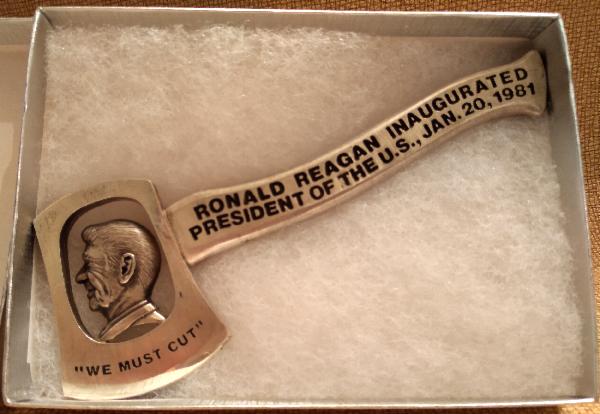 RONALD REAGAN INAUGURATED
PRESIDENT OF THE U.S., JAN. 20, 1981
"WE MUST CUT"